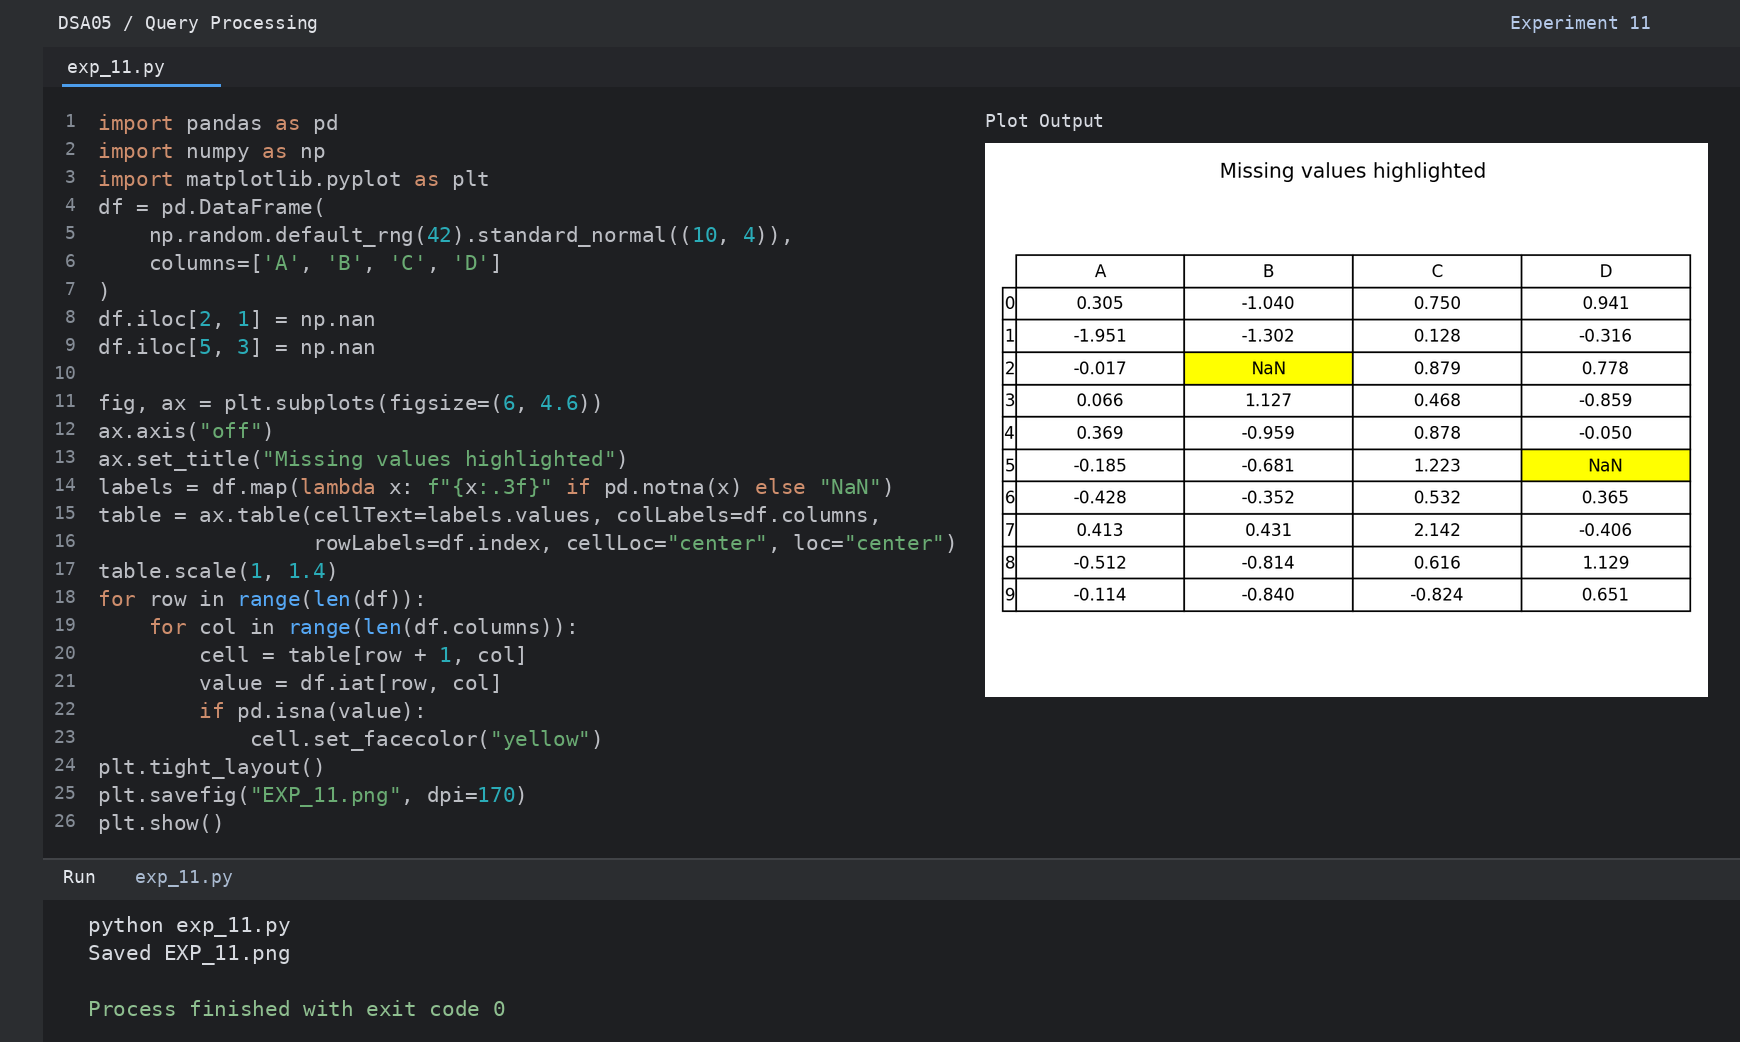 DSA05 / Query Processing
Experiment 11
exp_11.py
1 import pandas as pd
2 import numpy as np
3 import matplotlib.pyplot as plt
4 df = pd.DataFrame(
5     np.random.default_rng(42).standard_normal((10, 4)),
6     columns=['A', 'B', 'C', 'D']
7 )
8 df.iloc[2, 1] = np.nan
9 df.iloc[5, 3] = np.nan
10
11 fig, ax = plt.subplots(figsize=(6, 4.6))
12 ax.axis("off")
13 ax.set_title("Missing values highlighted")
14 labels = df.map(lambda x: f"{x:.3f}" if pd.notna(x) else "NaN")
15 table = ax.table(cellText=labels.values, colLabels=df.columns,
16                  rowLabels=df.index, cellLoc="center", loc="center")
17 table.scale(1, 1.4)
18 for row in range(len(df)):
19     for col in range(len(df.columns)):
20         cell = table[row + 1, col]
21         value = df.iat[row, col]
22         if pd.isna(value):
23             cell.set_facecolor("yellow")
24 plt.tight_layout()
25 plt.savefig("EXP_11.png", dpi=170)
26 plt.show()
Plot Output
Missing values highlighted
A B C D
0 0.305 -1.040 0.750 0.941
1 -1.951 -1.302 0.128 -0.316
2 -0.017 NaN 0.879 0.778
3 0.066 1.127 0.468 -0.859
4 0.369 -0.959 0.878 -0.050
5 -0.185 -0.681 1.223 NaN
6 -0.428 -0.352 0.532 0.365
7 0.413 0.431 2.142 -0.406
8 -0.512 -0.814 0.616 1.129
9 -0.114 -0.840 -0.824 0.651
Run exp_11.py
python exp_11.py
Saved EXP_11.png
Process finished with exit code 0